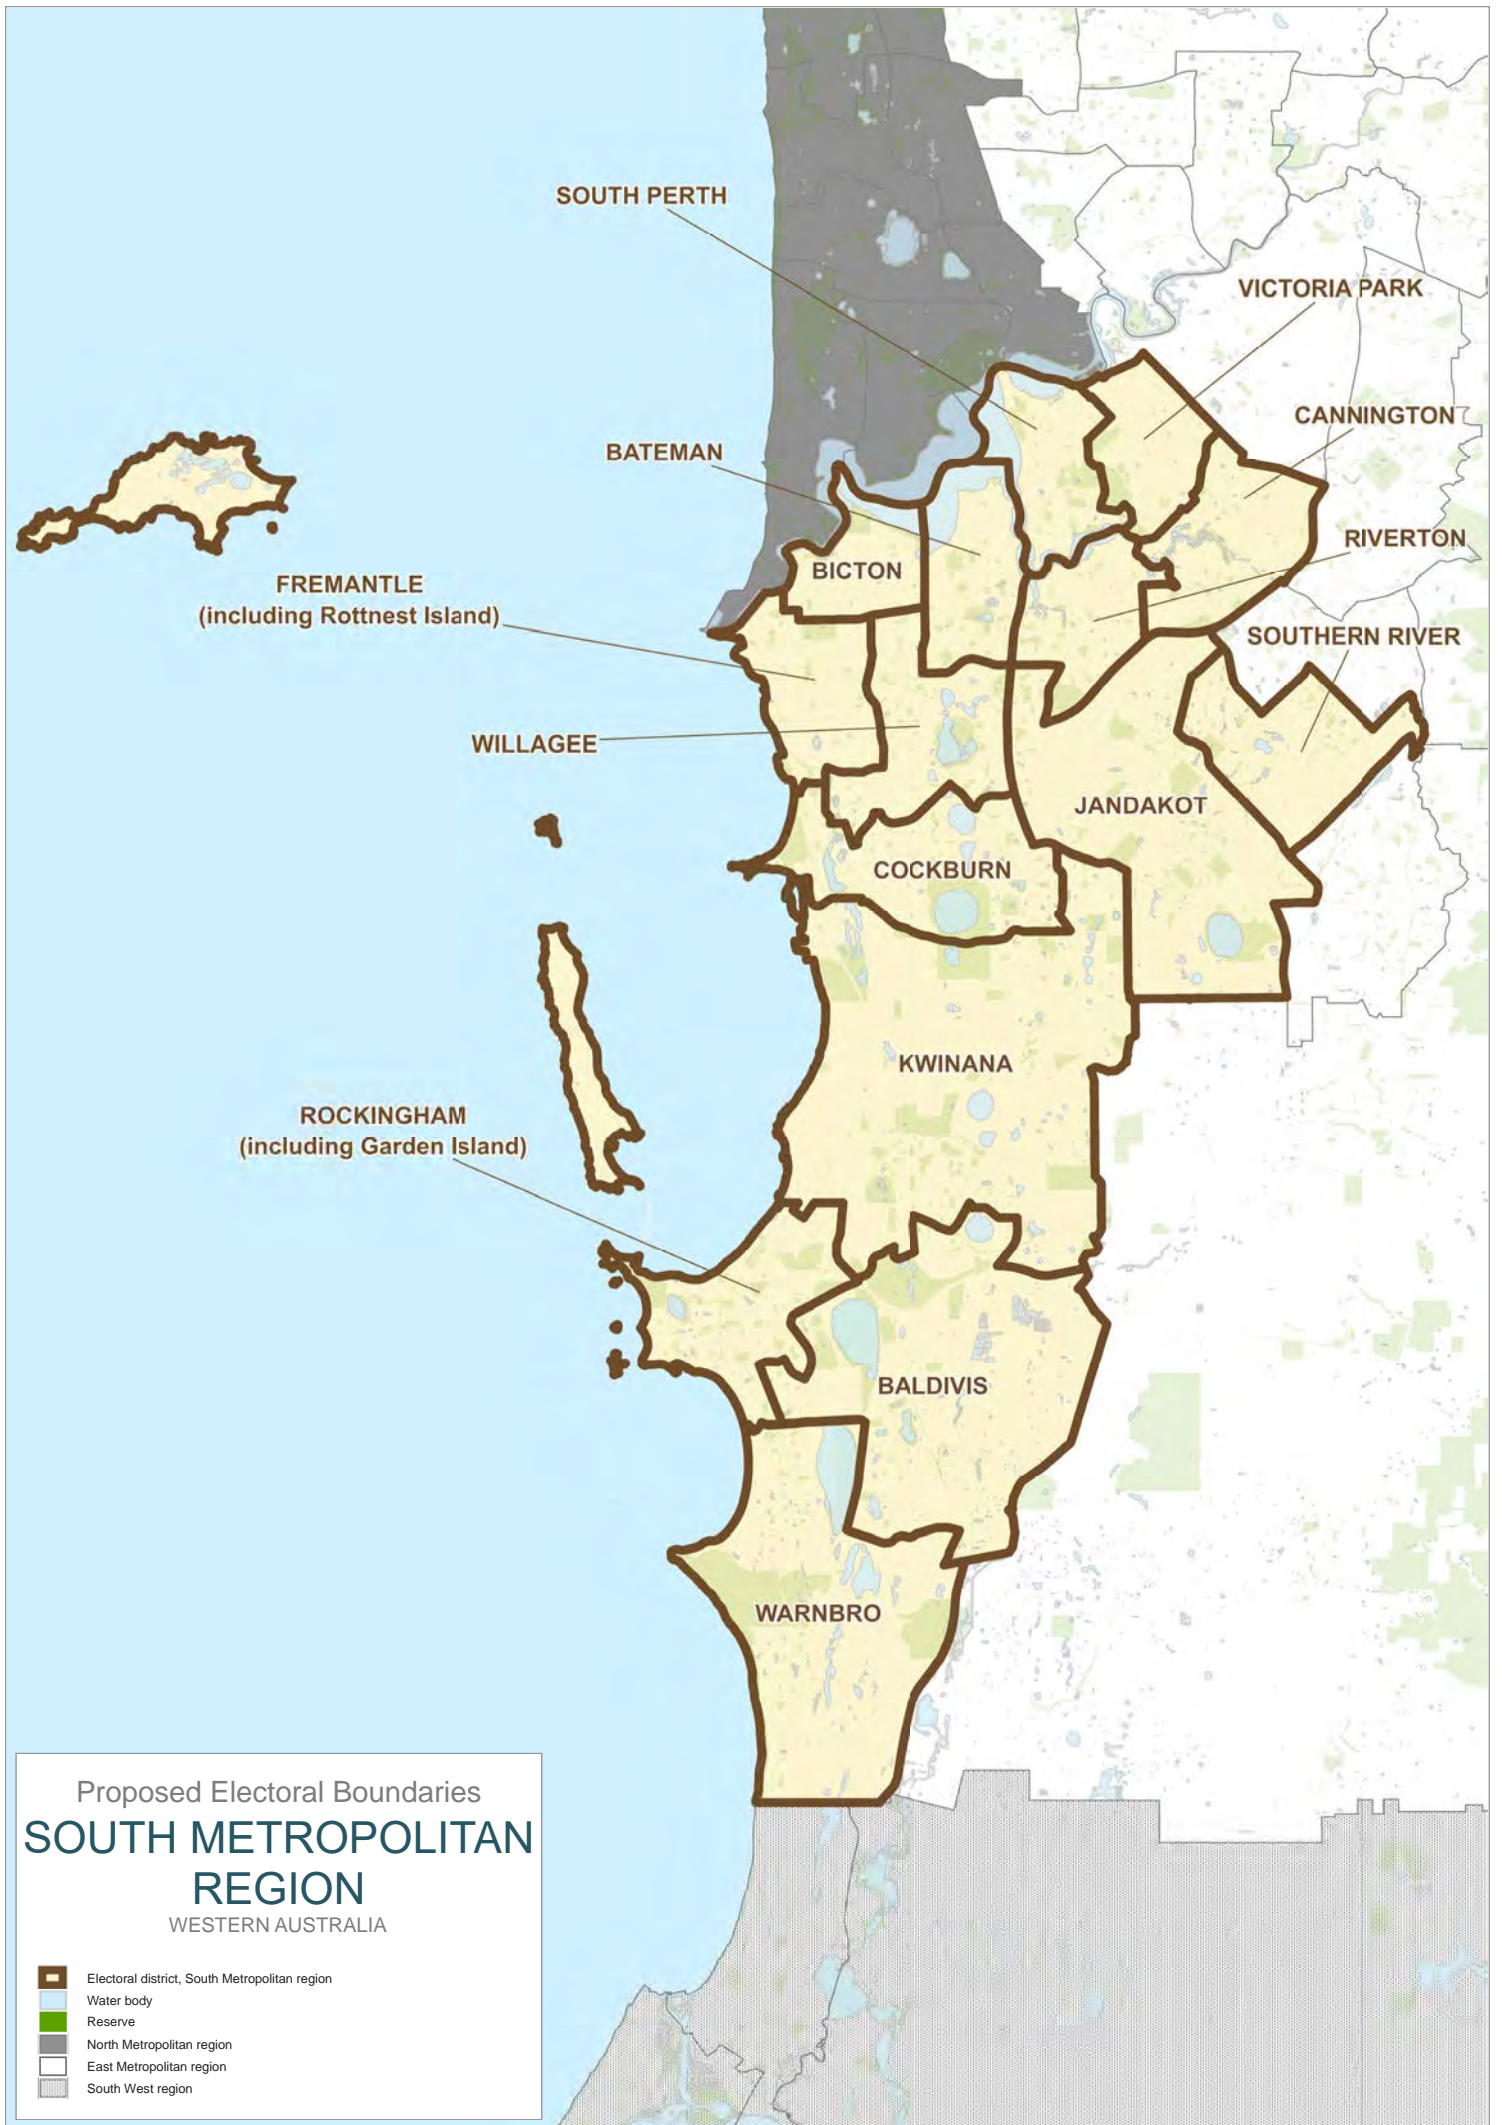 SOUTH PERTH
VICTORIA PARK
CANNINGTON
BATEMAN
RIVERTON
BICTON
FREMANTLE
(including Rottnest Island)
SOUTHERN RIVER
WILLAGEE
JANDAKOT
COCKBURN
KWINANA
ROCKINGHAM
(including Garden Island)
BALDIVIS
WARNBRO
Proposed Electoral Boundaries
SOUTH METROPOLITAN
REGION
WESTERN AUSTRALIA
Electoral district, South Metropolitan region
Water body
Reserve
North Metropolitan region
East Metropolitan region
South West region